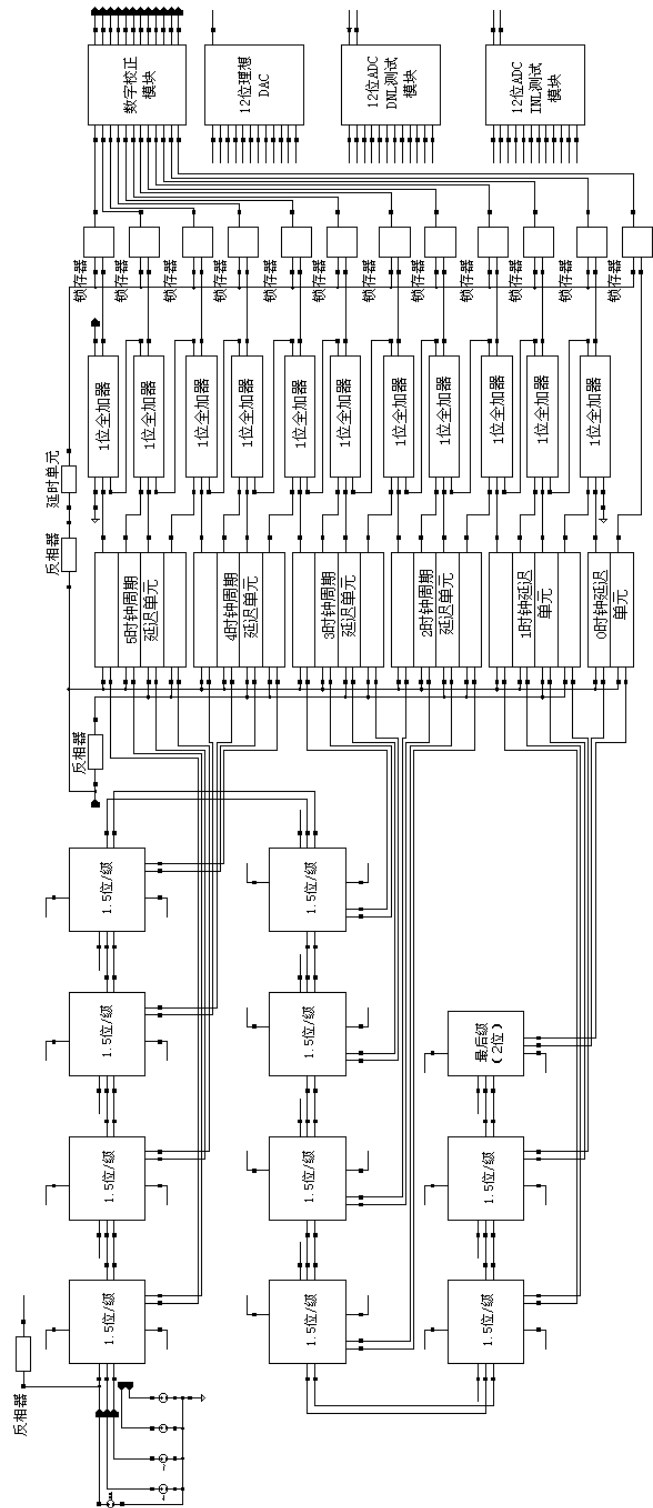 数字校正
模块
12位理想
DAC
12位ADC
DNL测试
模块
12位ADC
INL测试
模块
锁存器
锁存器
锁存器
锁存器
锁存器
锁存器
锁存器
锁存器
锁存器
锁存器
锁存器
锁存器
1位全加器
1位全加器
1位全加器
1位全加器
1位全加器
1位全加器
1位全加器
1位全加器
1位全加器
1位全加器
1位全加器
延时单元
反相器
5时钟周期
延迟单元
4时钟周期
延迟单元
3时钟周期
延迟单元
2时钟周期
延迟单元
1时钟延迟
单元
0时钟延迟
单元
反相器
1.5位/级
1.5位/级
1.5位/级
1.5位/级
最后级
(2位)
1.5位/级
1.5位/级
1.5位/级
1.5位/级
1.5位/级
1.5位/级
反相器